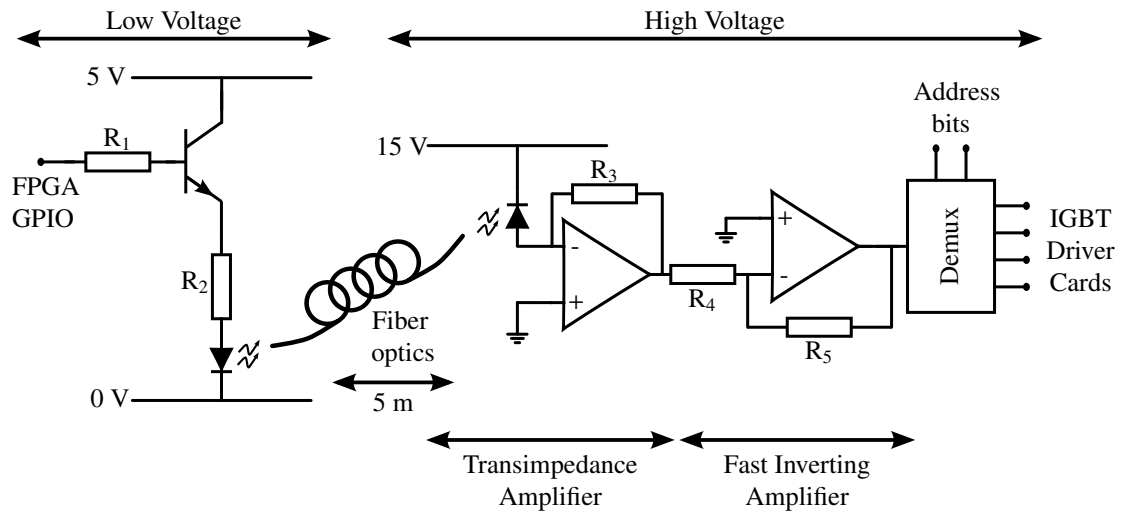 Low Voltage
High Voltage
5 V
R1
FPGA
GPIO
R2
0 V
Fiber
optics
5 m
15 V
R3
-
+
R4
+
-
R5
Address
bits
Demux
IGBT
Driver
Cards
Transimpedance
Amplifier
Fast Inverting
Amplifier